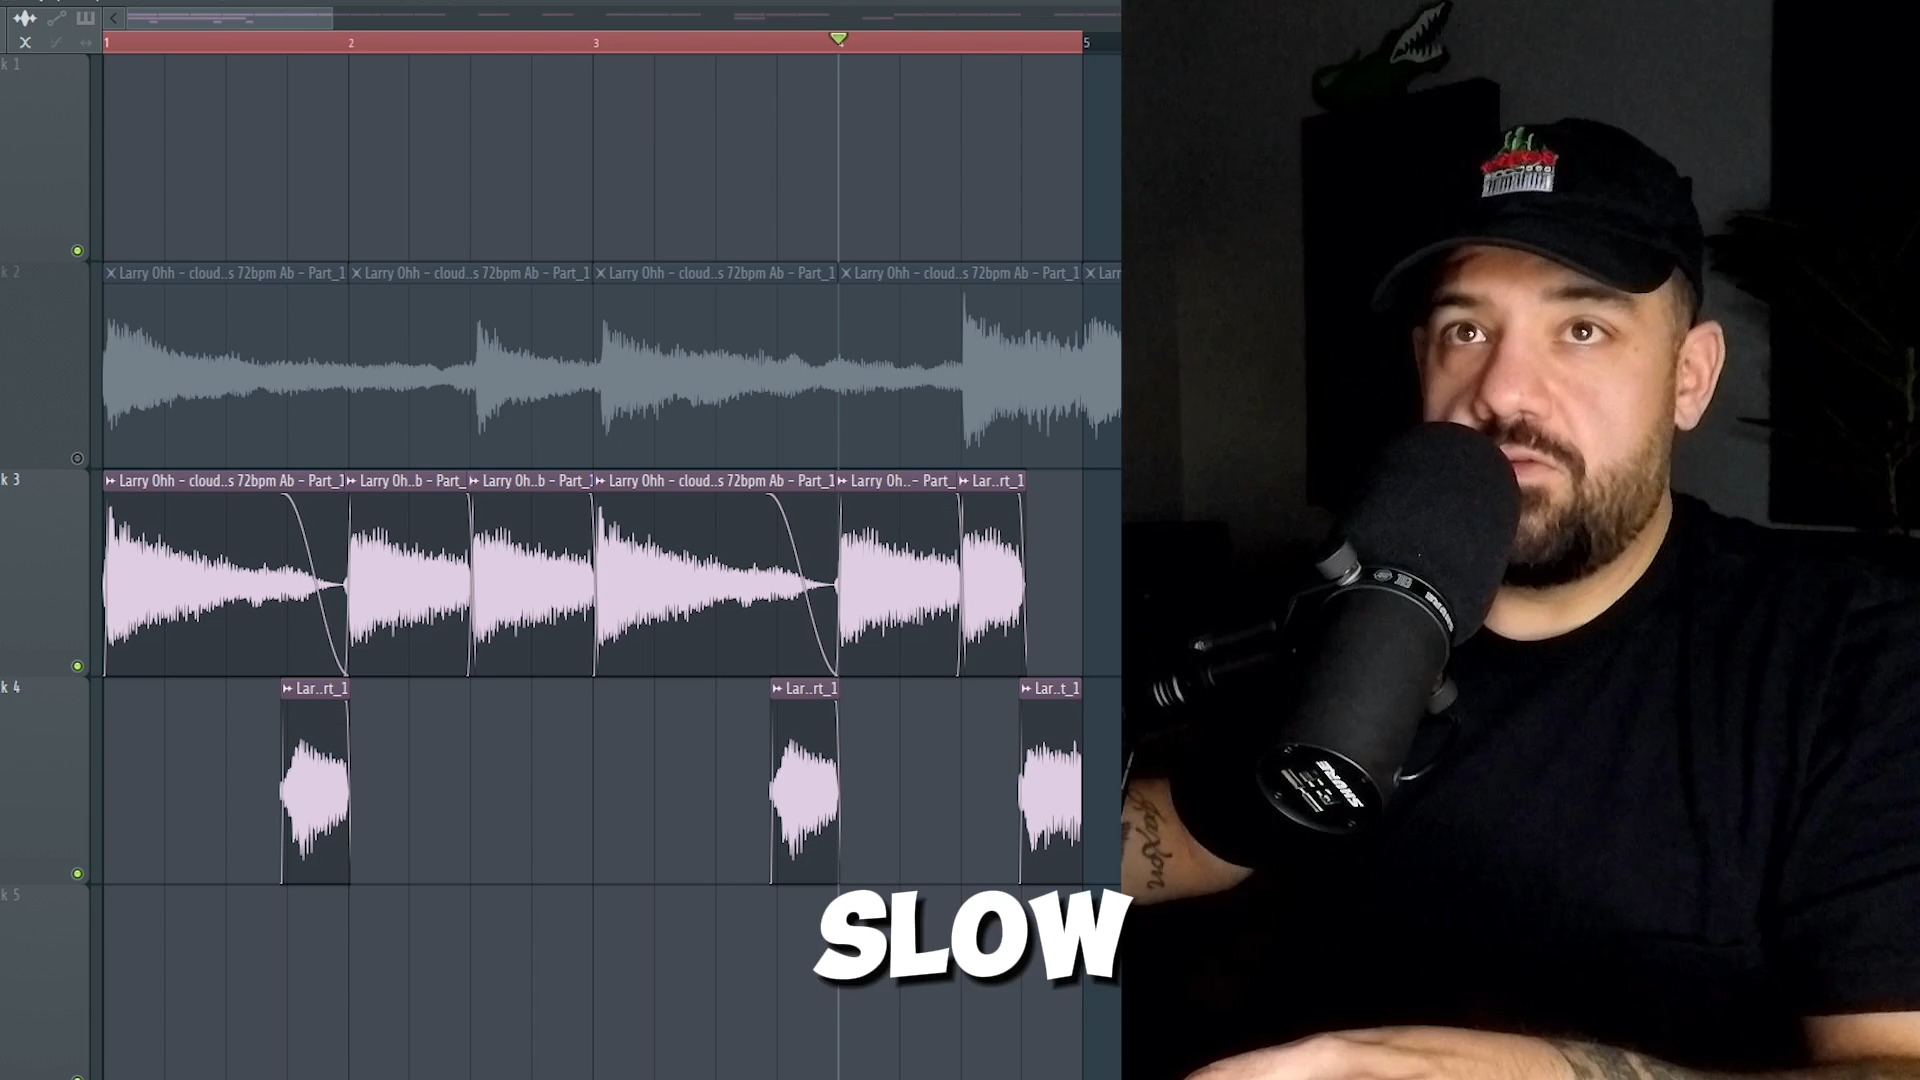 1 2 3 5
k 1
k 2
Larry Ohh - cloud..s 72bpm Ab - Part_1 Larry Ohh - cloud..s 72bpm Ab - Part_1 Larry Ohh - cloud..s 72bpm Ab - Part_1 Larry Ohh - cloud..s 72bpm Ab - Part_1 Larr
k 3
Larry Ohh - cloud..s 72bpm Ab - Part_1 Larry Oh..b - Part_ Larry Oh..b - Part_1 Larry Ohh - cloud..s 72bpm Ab - Part_1 Larry Oh..- Part_ Lar..rt_1
k 4
Lar..rt_1 Lar..rt_1 Lar..t_1
k 5
SLOW
SHURE
SHURE